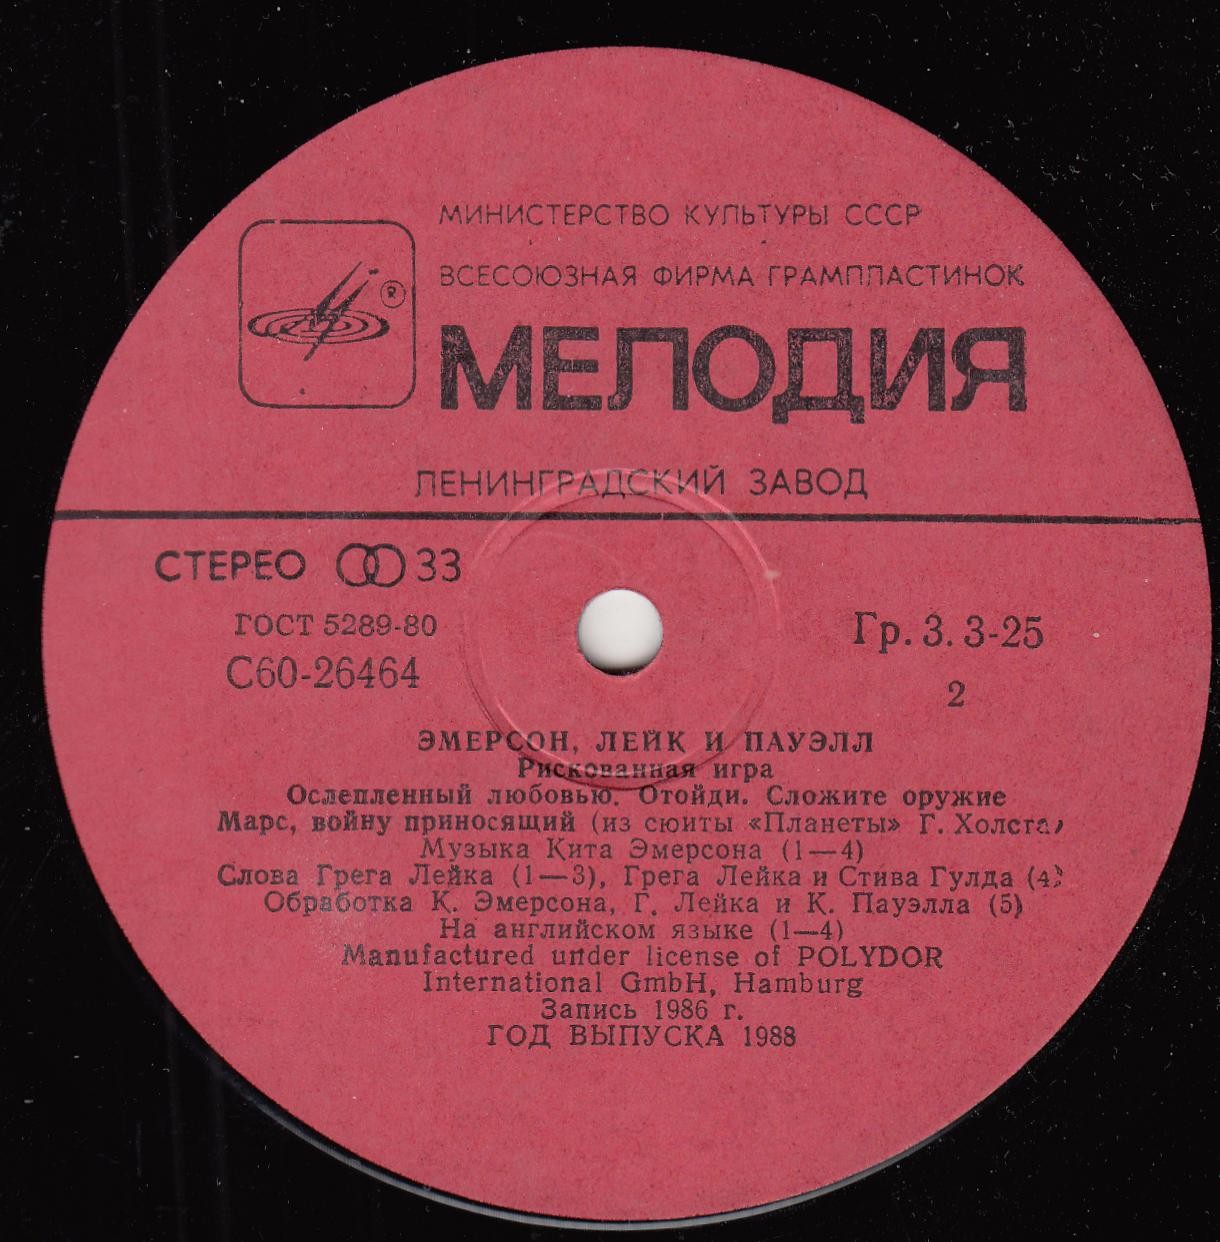 МИНИСТЕРСТВО КУЛЬТУРЫ СССР
ВСЕСОЮЗНАЯ ФИРМА ГРАМПЛАСТИНОК
МЕЛОДИЯ
ЛЕНИНГРАДСКИЙ ЗАВОД
СТЕРЕО 33
ГОСТ 5289-80
Гр. 3. 3-25
С60-26464
2
ЭМЕРСОН, ЛЕЙК И ПАУЭЛЛ
Рискованная игра
Ослепленный любовью. Отойди. Сложите оружие
Марс, войну приносящий (из сюиты «Планеты» Г. Холста)
Музыка Кита Эмерсона (1—4)
Слова Грега Лейка (1—3), Грега Лейка и Стива Гулда (4)
Обработка К. Эмерсона, Г. Лейка и К. Пауэлла (5)
На английском языке (1—4)
Manufactured under license of POLYDOR
International GmbH, Hamburg
Запись 1986 г.
ГОД ВЫПУСКА 1988